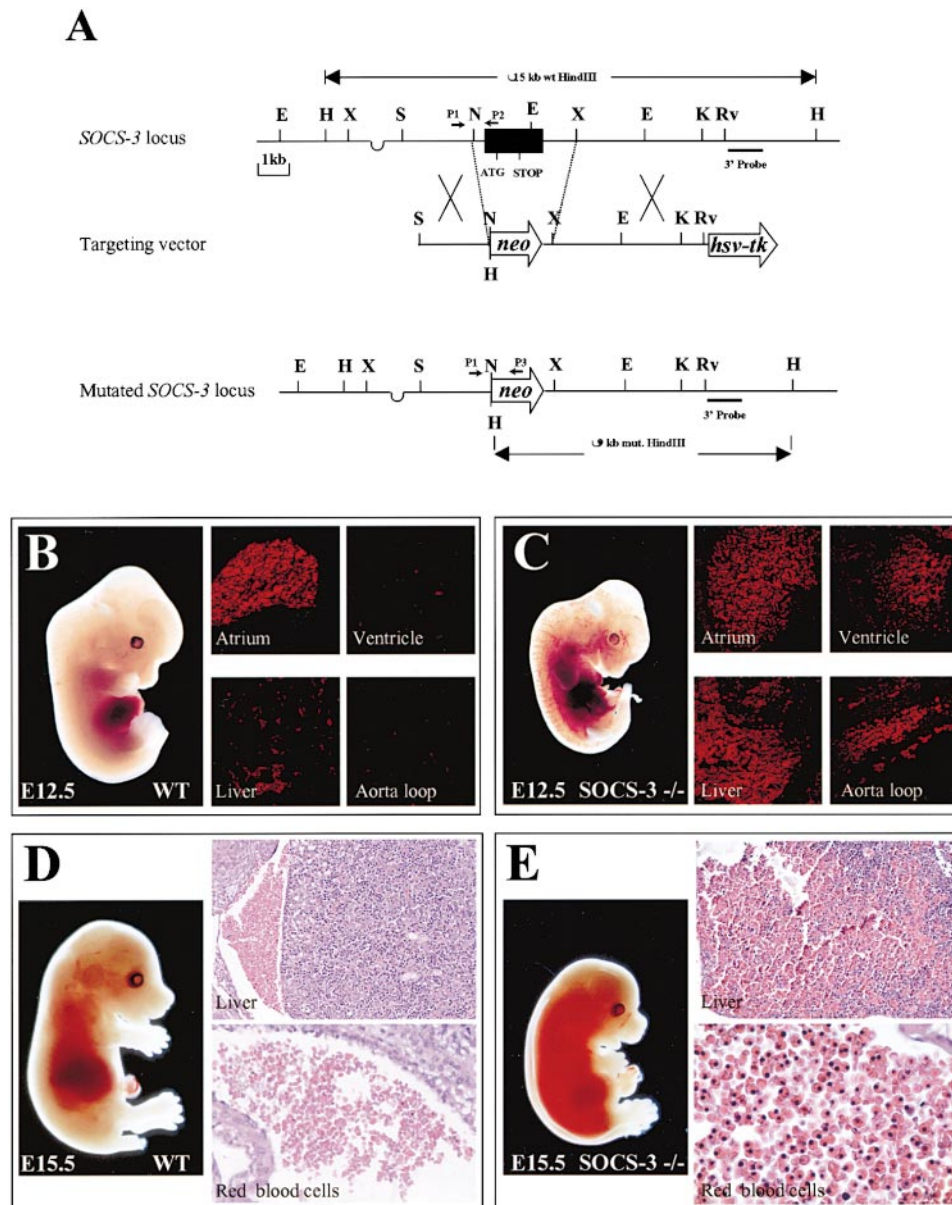 A
15 kb wt HindIII
E H X S P1 N P2 E X E K Rv H
SOCS-3 locus
1kb
ATG STOP
3' Probe
S N X E K Rv
Targeting vector
neo hsv-tk
H
E H X S P1 N P3 X E K Rv H
Mutated SOCS-3 locus
neo
3' Probe
H
9 kb mut. HindIII
B
Atrium
Ventricle
Liver
Aorta loop
E12.5 WT
C
Atrium
Ventricle
Liver
Aorta loop
E12.5 SOCS-3 -/-
D
Liver
Red blood cells
E15.5 WT
E
Liver
Red blood cells
E15.5 SOCS-3 -/-